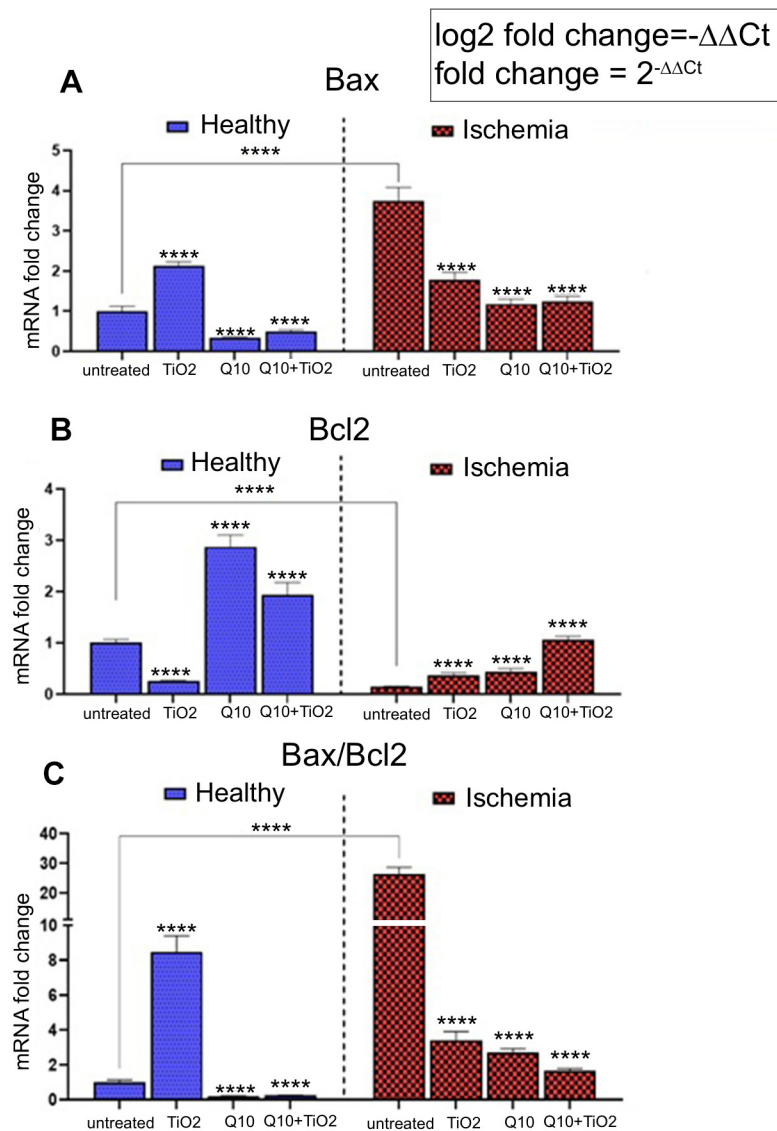 log2 fold change=-ΔΔCt
fold change = 2-ΔΔCt
A
Bax
Healthy
Ischemia
****
mRNA fold change
5
4
3
2
1
0
****
****
****
****
****
****
untreated TiO2 Q10 Q10+TiO2 untreated TiO2 Q10 Q10+TiO2
B
Bcl2
Healthy
Ischemia
****
mRNA fold change
4
3
2
1
0
****
****
****
****
****
****
untreated TiO2 Q10 Q10+TiO2 untreated TiO2 Q10 Q10+TiO2
C
Bax/Bcl2
Healthy
Ischemia
****
mRNA fold change
40
30
20
10
8
6
4
2
0
****
****
****
****
****
****
untreated TiO2 Q10 Q10+TiO2 untreated TiO2 Q10 Q10+TiO2